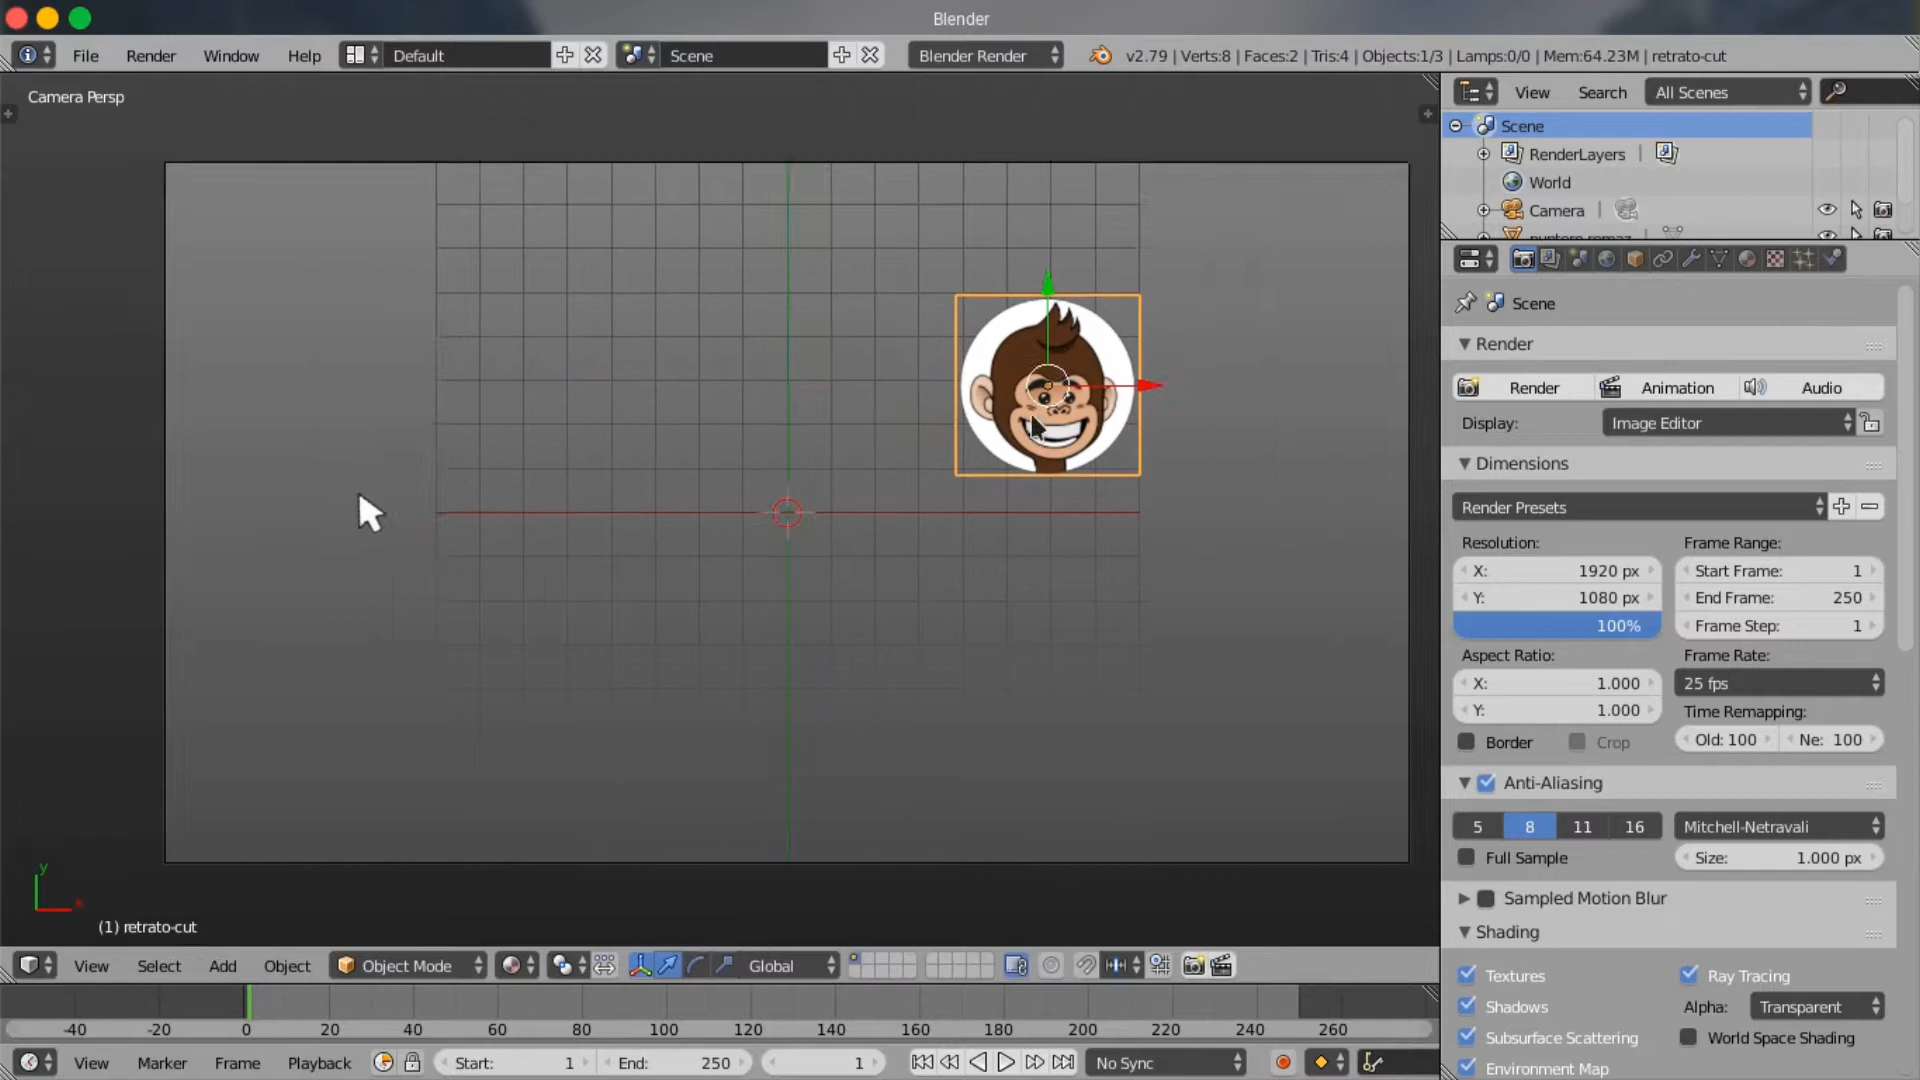 Blender
File Render Window Help Default Scene Blender Render v2.79 | Verts:8 | Faces:2 | Tris:4 | Objects:1/3 | Lamps:0/0 | Mem:64.23M | retrato-cut
Camera Persp
View Search All Scenes
Scene
RenderLayers
World
Camera
Scene
Render
Render Animation Audio
Display: Image Editor
Dimensions
Render Presets
Resolution: Frame Range:
X: 1920 px Start Frame: 1
Y: 1080 px End Frame: 250
100% Frame Step: 1
Aspect Ratio: Frame Rate:
X: 1.000 25 fps
Y: 1.000 Time Remapping:
Border Crop Old: 100 Ne: 100
Anti-Aliasing
5 8 11 16 Mitchell-Netravali
Full Sample Size: 1.000 px
Sampled Motion Blur
Shading
Textures Ray Tracing
Shadows Alpha: Transparent
Subsurface Scattering World Space Shading
Environment Map
y
(1) retrato-cut
View Select Add Object Object Mode Global
-40 -20 0 20 40 60 80 100 120 140 160 180 200 220 240 260
View Marker Frame Playback Start: 1 End: 250 1 No Sync